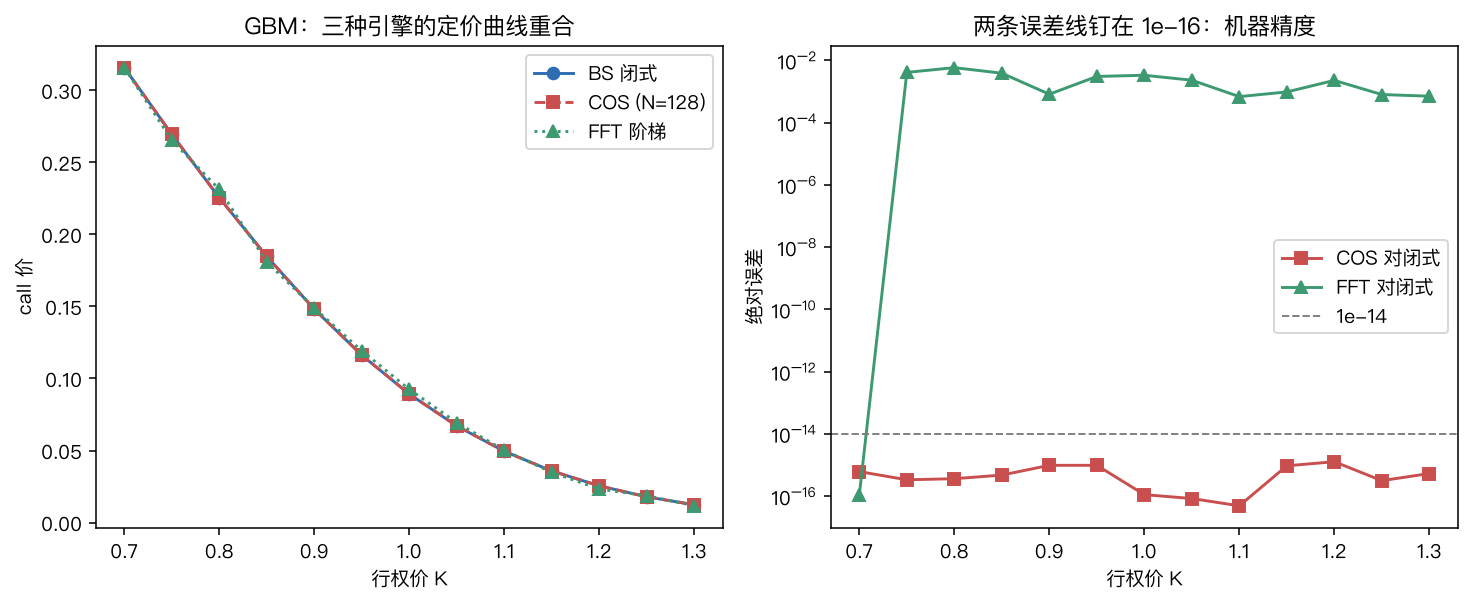 GBM：三种引擎的定价曲线重合
call 价
0.30
0.25
0.20
0.15
0.10
0.05
0.00
BS 闭式
COS (N=128)
FFT 阶梯
0.7 0.8 0.9 1.0 1.1 1.2 1.3
行权价 K
两条误差线钉在 1e−16：机器精度
绝对误差
10⁻²
10⁻⁴
10⁻⁶
10⁻⁸
10⁻¹⁰
10⁻¹²
10⁻¹⁴
10⁻¹⁶
COS 对闭式
FFT 对闭式
1e−14
0.7 0.8 0.9 1.0 1.1 1.2 1.3
行权价 K